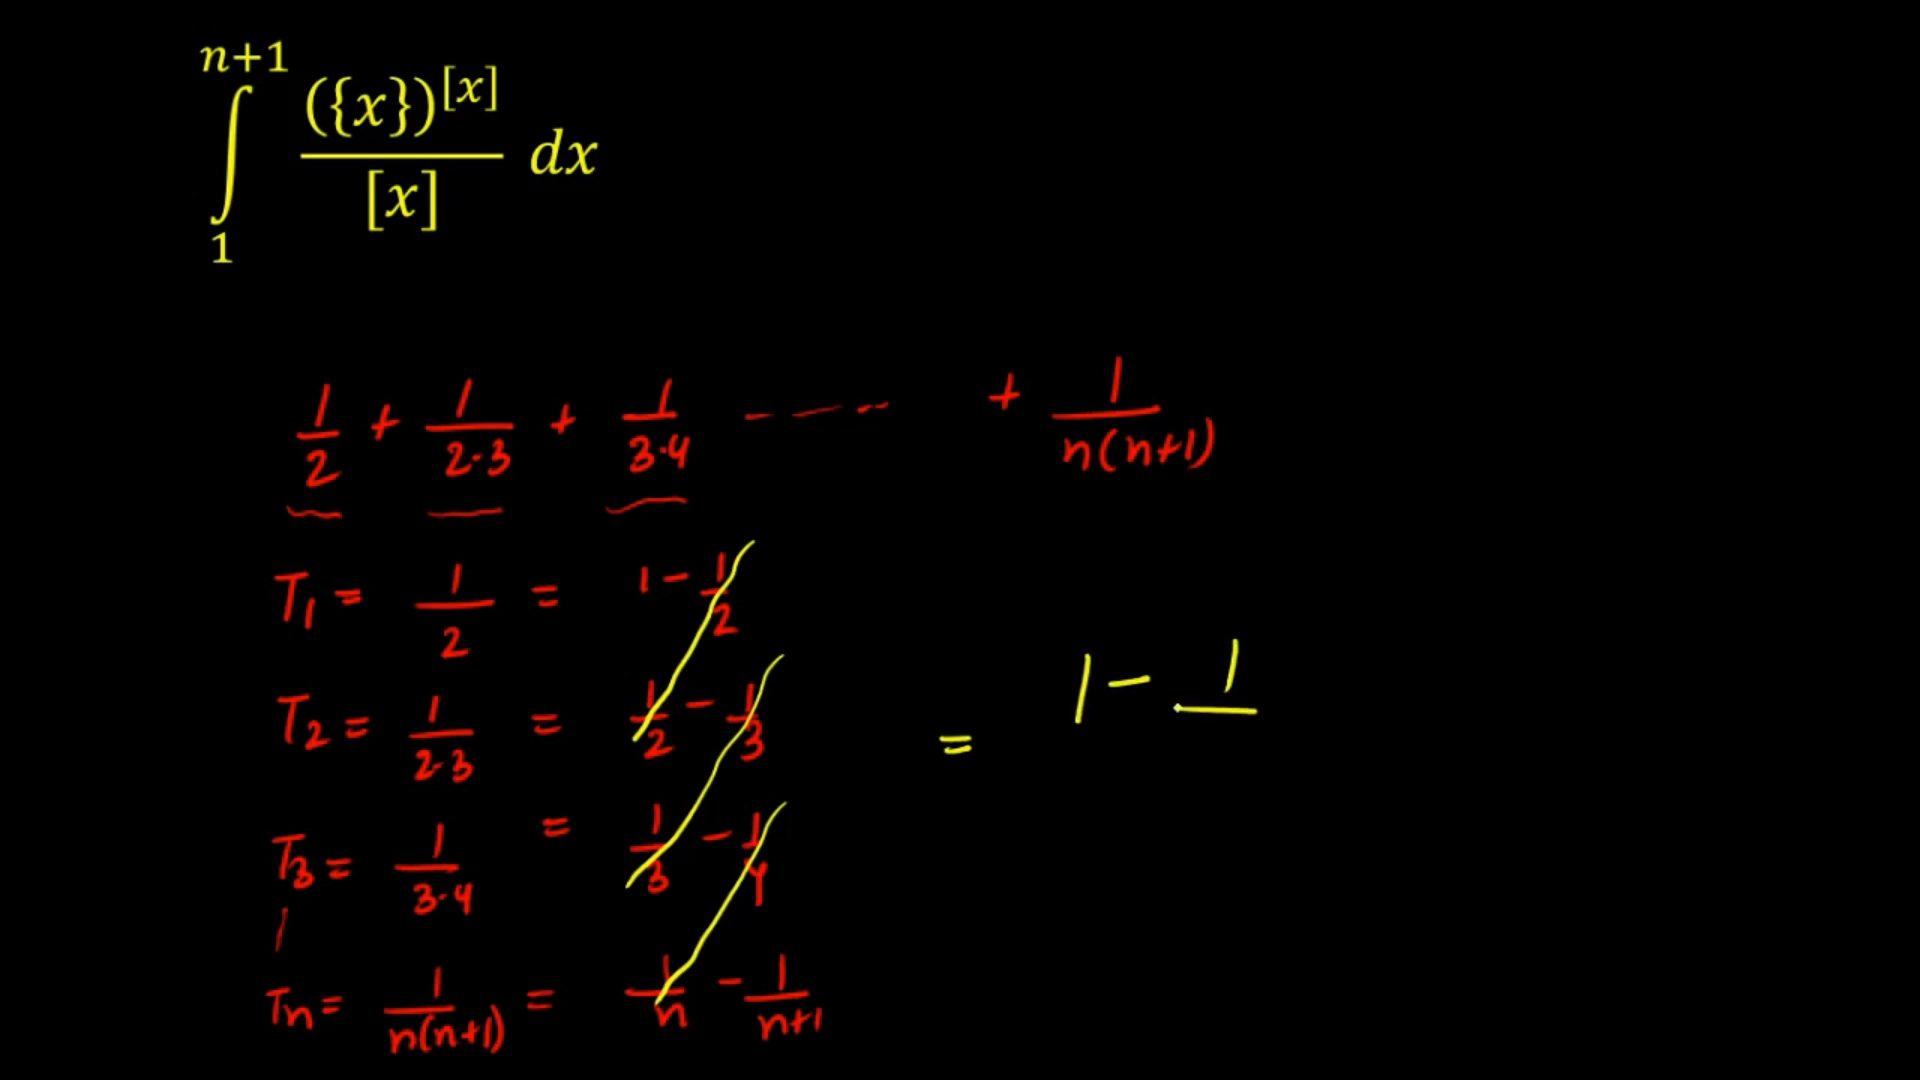 ∫₁ⁿ⁺¹ ({x})^[x] / [x] dx
1/2 + 1/2·3 + 1/3·4 ---- + 1/n(n+1)
T₁ = 1/2 = 1 - 1/2
T₂ = 1/2·3 = 1/2 - 1/3
= 1 - 1/
T₃ = 1/3·4 = 1/3 - 1/4
Tn = 1/n(n+1) = 1/n - 1/n+1